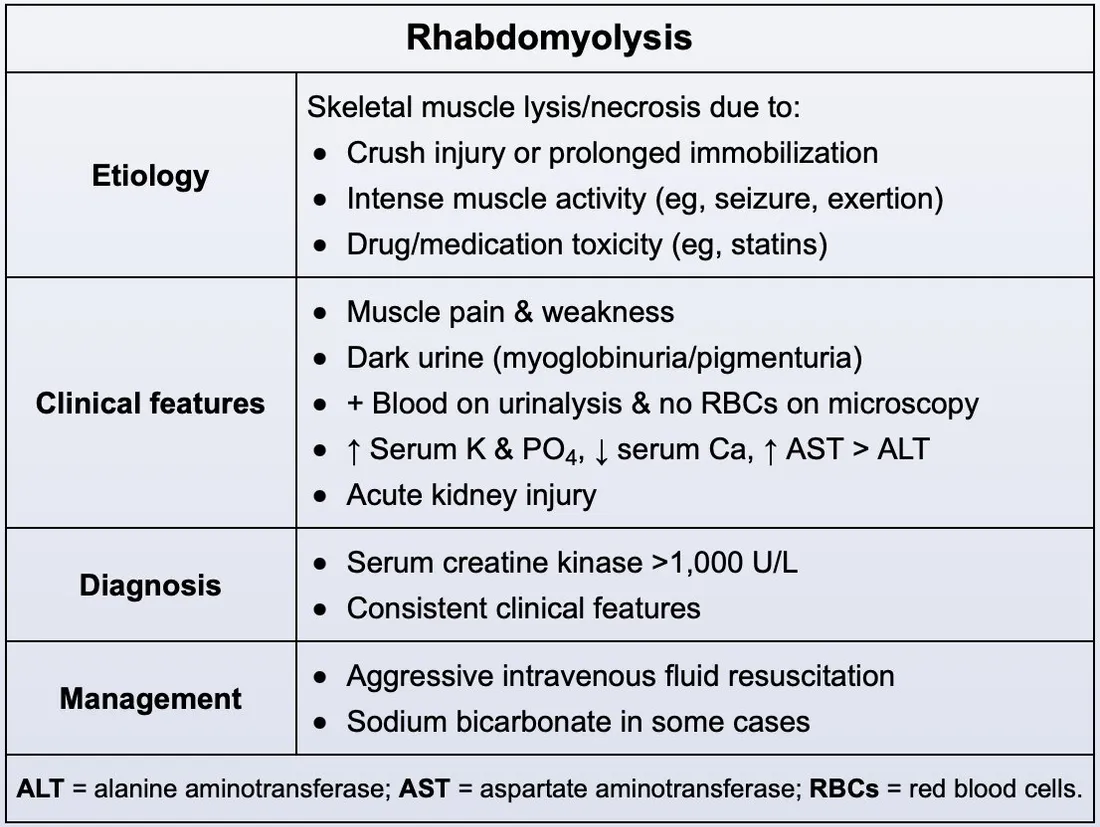 Rhabdomyolysis
Etiology
Skeletal muscle lysis/necrosis due to:
● Crush injury or prolonged immobilization
● Intense muscle activity (eg, seizure, exertion)
● Drug/medication toxicity (eg, statins)
Clinical features
● Muscle pain & weakness
● Dark urine (myoglobinuria/pigmenturia)
● + Blood on urinalysis & no RBCs on microscopy
● ↑ Serum K & PO₄, ↓ serum Ca, ↑ AST > ALT
● Acute kidney injury
Diagnosis
● Serum creatine kinase >1,000 U/L
● Consistent clinical features
Management
● Aggressive intravenous fluid resuscitation
● Sodium bicarbonate in some cases
ALT = alanine aminotransferase; AST = aspartate aminotransferase; RBCs = red blood cells.